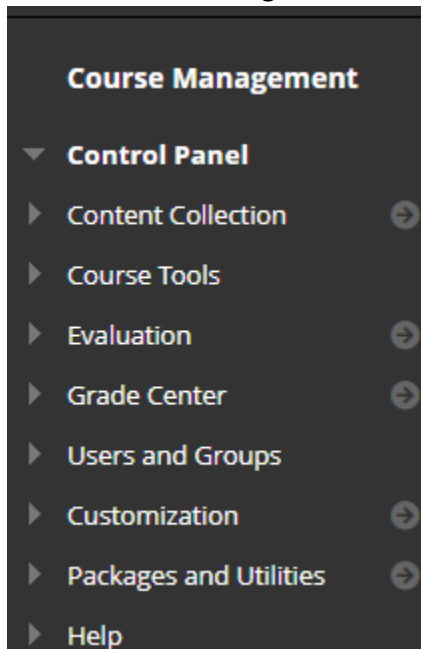 Course Management
Control Panel
Content Collection
Course Tools
Evaluation
Grade Center
Users and Groups
Customization
Packages and Utilities
Help